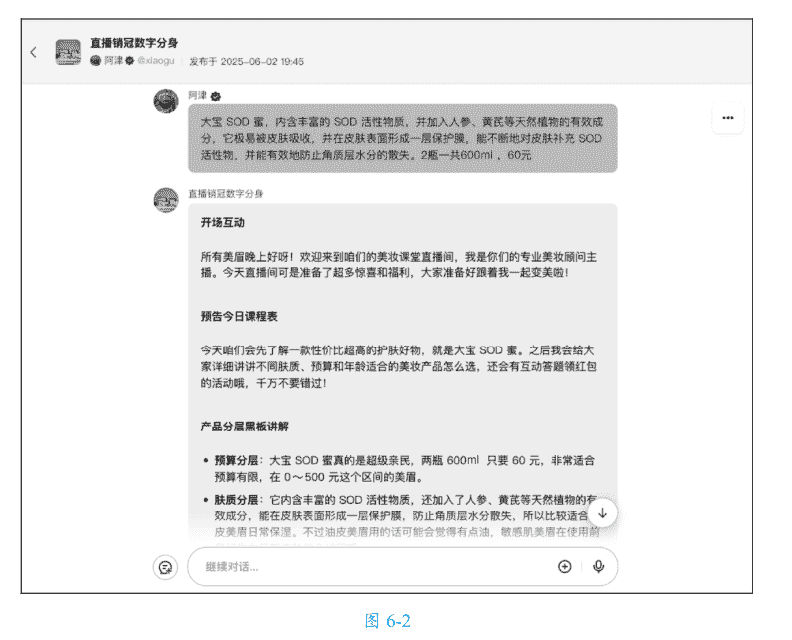 直播销冠数字分身
阿津 @xiaogu 发布于 2025-06-02 19:45
阿津
大宝 SOD 蜜，内含丰富的 SOD 活性物质，并加入人参、黄芪等天然植物的有效成
分，它极易被皮肤吸收，并在皮肤表面形成一层保护膜，能不断地对皮肤补充 SOD
活性物，并能有效地防止角质层水分的散失。2瓶一共600ml ，60元
直播销冠数字分身
开场互动
所有美眉晚上好呀！欢迎来到咱们的美妆课堂直播间，我是你们的专业美妆顾问主
播。今天直播间可是准备了超多惊喜和福利，大家准备好跟着我一起变美啦！
预告今日课程表
今天咱们会先了解一款性价比超高的护肤好物，就是大宝 SOD 蜜。之后我会给大
家详细讲讲不同肤质、预算和年龄适合的美妆产品怎么选，还会有互动答题领红包
的活动哦，千万不要错过！
产品分层黑板讲解
• 预算分层：大宝 SOD 蜜真的是超级亲民，两瓶 600ml 只要 60 元，非常适合
预算有限，在 0～500 元这个区间的美眉。
• 肤质分层：它内含丰富的 SOD 活性物质，还加入了人参、黄芪等天然植物的有
效成分，能在皮肤表面形成一层保护膜，防止角质层水分散失，所以比较适合
皮美眉日常保湿。不过油皮美眉用的话可能会觉得有点油，敏感肌美眉在使用前
继续对话...
图 6-2